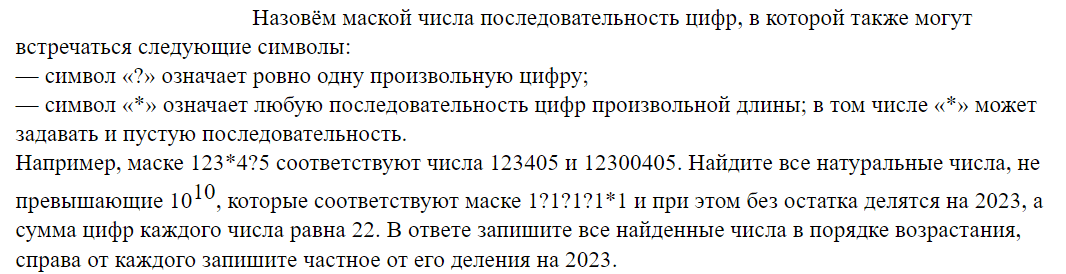 Назовём маской числа последовательность цифр, в которой также могут
встречаться следующие символы:
— символ «?» означает ровно одну произвольную цифру;
— символ «*» означает любую последовательность цифр произвольной длины; в том числе «*» может
задавать и пустую последовательность.
Например, маске 123*4?5 соответствуют числа 123405 и 12300405. Найдите все натуральные числа, не
превышающие 10^10, которые соответствуют маске 1?1?1?1*1 и при этом без остатка делятся на 2023, а
сумма цифр каждого числа равна 22. В ответе запишите все найденные числа в порядке возрастания,
справа от каждого запишите частное от его деления на 2023.